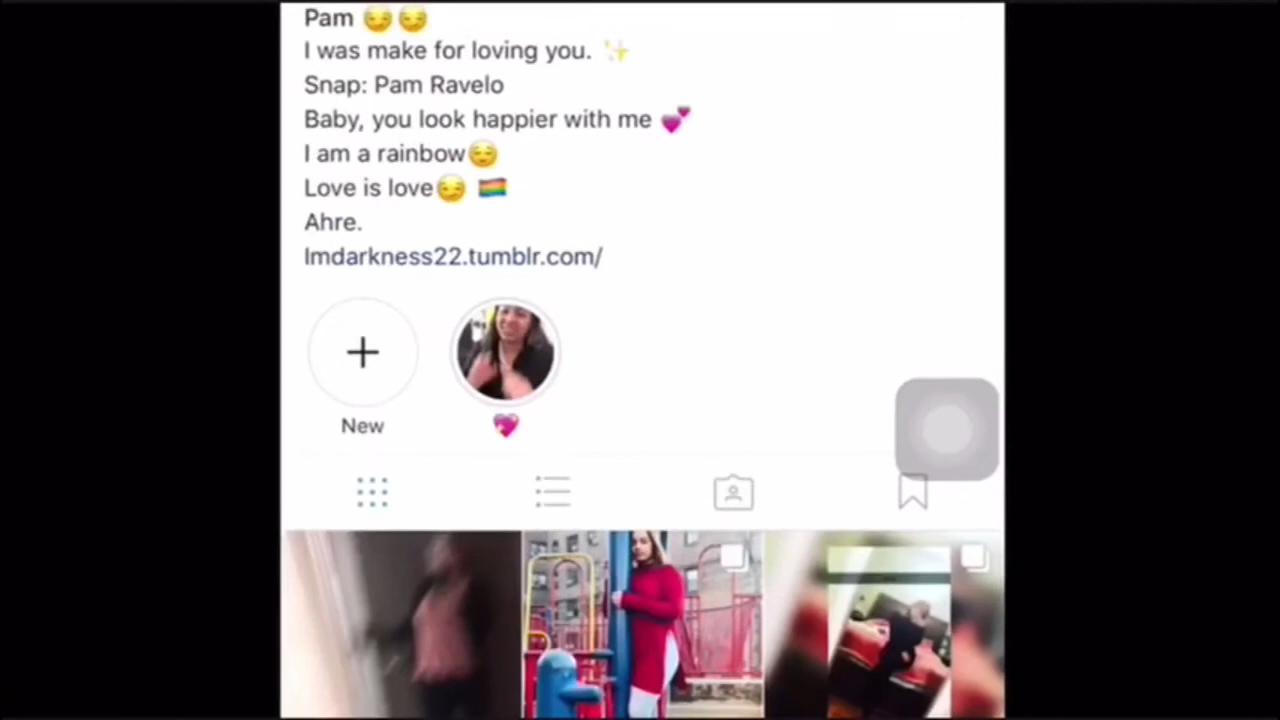 Pam 😏😏
I was make for loving you. ✨
Snap: Pam Ravelo
Baby, you look happier with me 💕
I am a rainbow😌
Love is love😏 🏳️‍🌈
Ahre.
Imdarkness22.tumblr.com/
New
💖